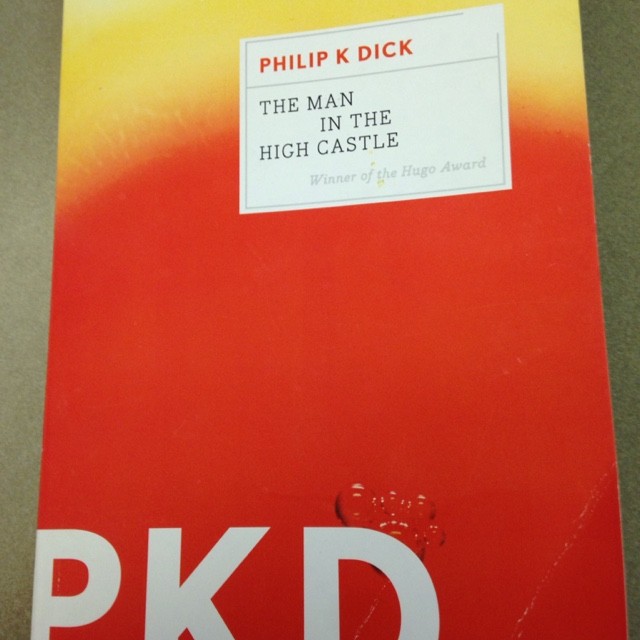 PHILIP K DICK
THE MAN
IN THE
HIGH CASTLE
Winner of the Hugo Award
PKD